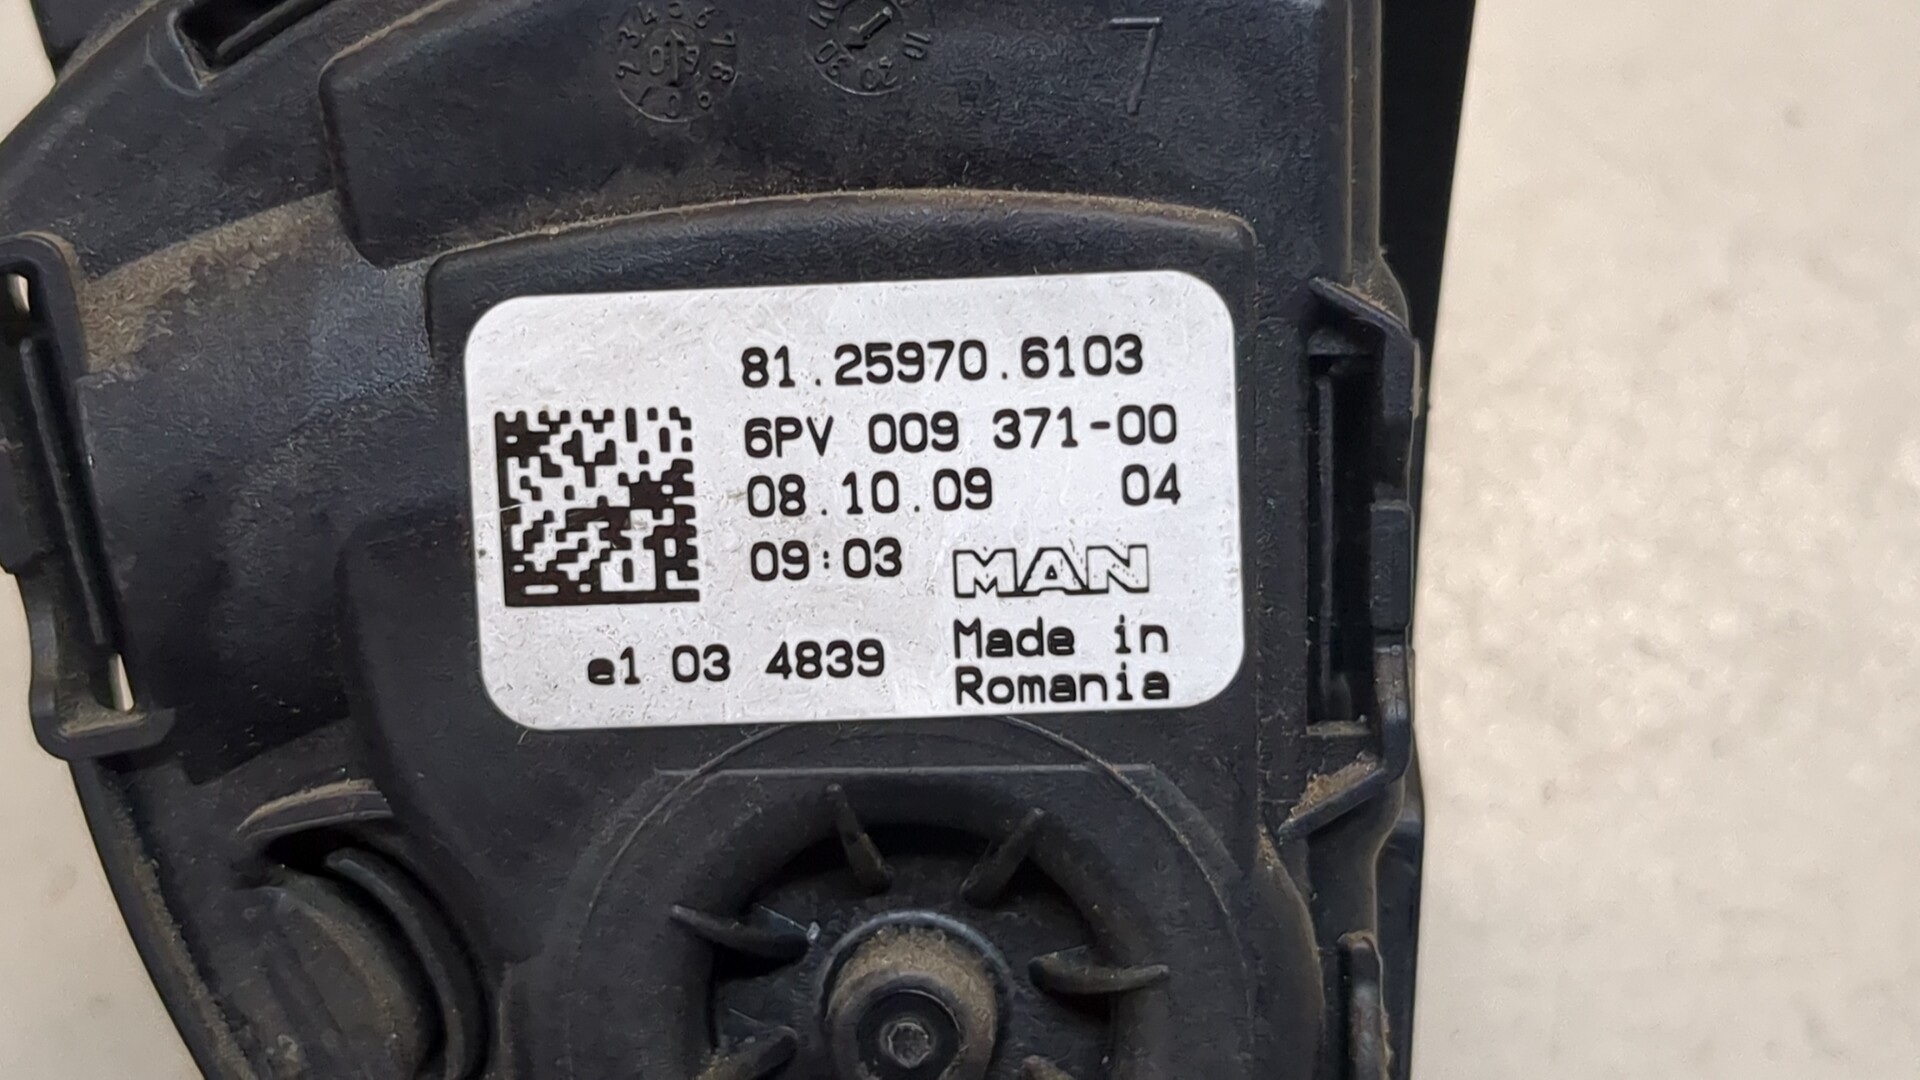 7
81.25970.6103
6PV 009 371-00
08.10.09 04
09:03 MAN
e1 03 4839
Made in
Romania